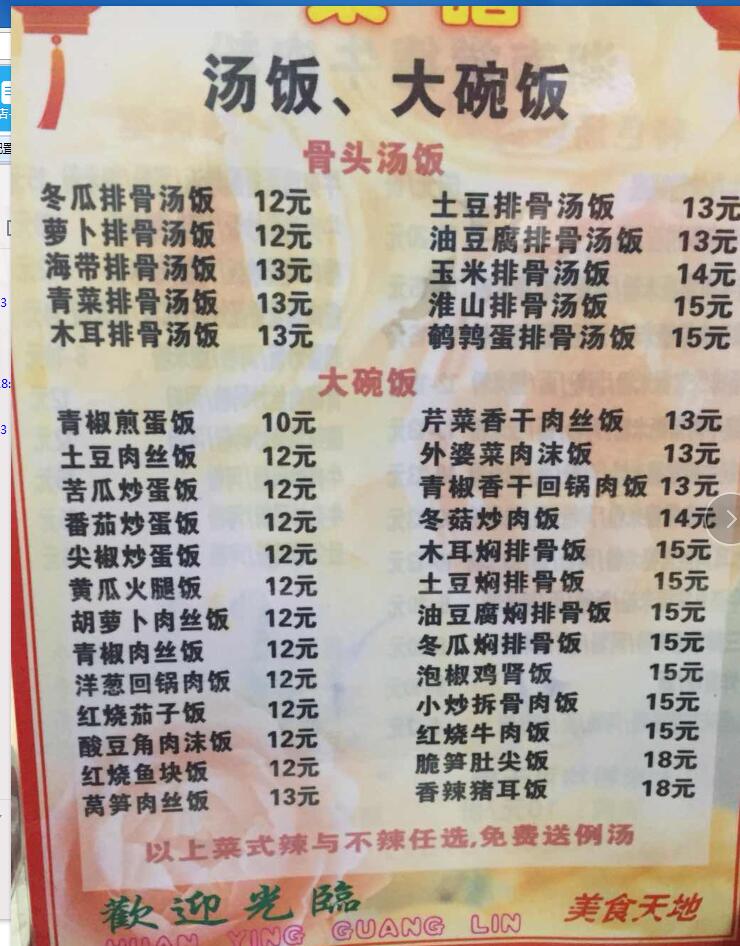 菜谱
汤饭、大碗饭
骨头汤饭
冬瓜排骨汤饭 12元
萝卜排骨汤饭 12元
海带排骨汤饭 13元
青菜排骨汤饭 13元
木耳排骨汤饭 13元
土豆排骨汤饭 13元
油豆腐排骨汤饭 13元
玉米排骨汤饭 14元
淮山排骨汤饭 15元
鹌鹑蛋排骨汤饭 15元
大碗饭
青椒煎蛋饭 10元
土豆肉丝饭 12元
苦瓜炒蛋饭 12元
番茄炒蛋饭 12元
尖椒炒蛋饭 12元
黄瓜火腿饭 12元
胡萝卜肉丝饭 12元
青椒肉丝饭 12元
洋葱回锅肉饭 12元
红烧茄子饭 12元
酸豆角肉沫饭 12元
红烧鱼块饭 12元
莴笋肉丝饭 13元
芹菜香干肉丝饭 13元
外婆菜肉沫饭 13元
青椒香干回锅肉饭 13元
冬菇炒肉饭 14元
木耳焖排骨饭 15元
土豆焖排骨饭 15元
油豆腐焖排骨饭 15元
冬瓜焖排骨饭 15元
泡椒鸡肾饭 15元
小炒拆骨肉饭 15元
红烧牛肉饭 15元
脆笋肚尖饭 18元
香辣猪耳饭 18元
以上菜式辣与不辣任选,免费送例汤
歡迎光臨
美食天地
HUAN YING GUANG LIN